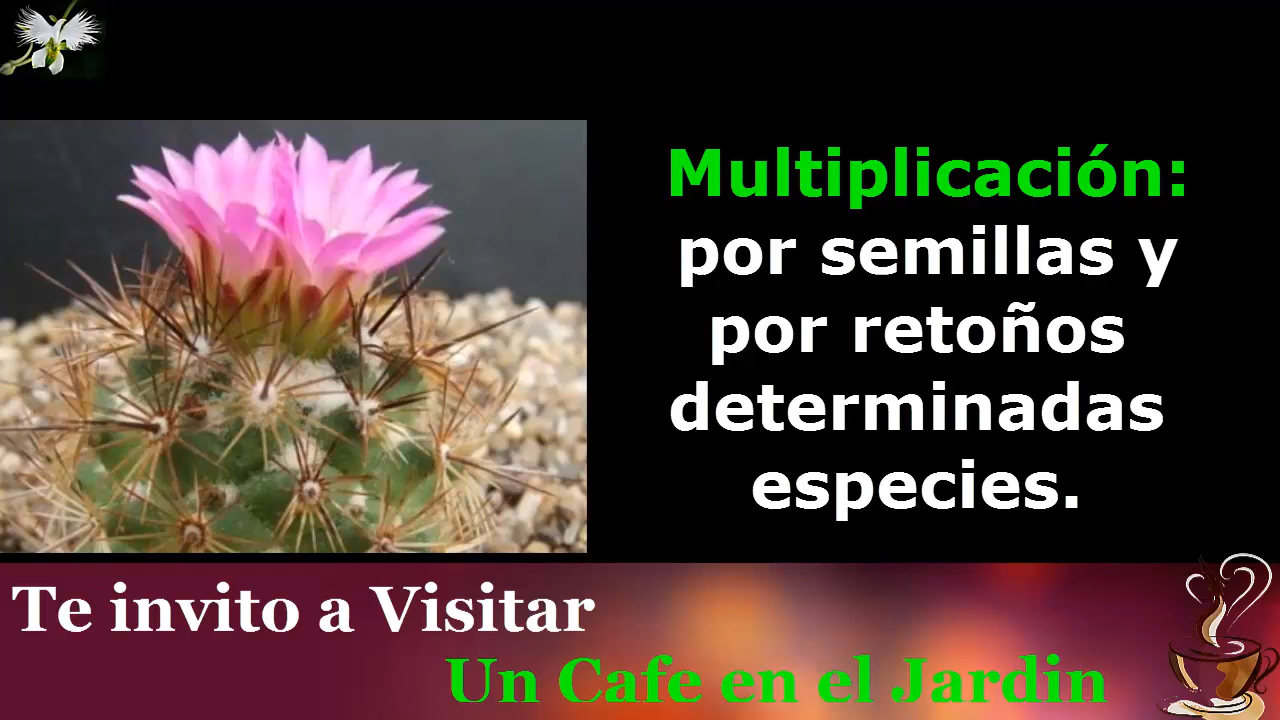 Multiplicación:
por semillas y
por retoños
determinadas
especies.
Te invito a Visitar
Un Cafe en el Jardin